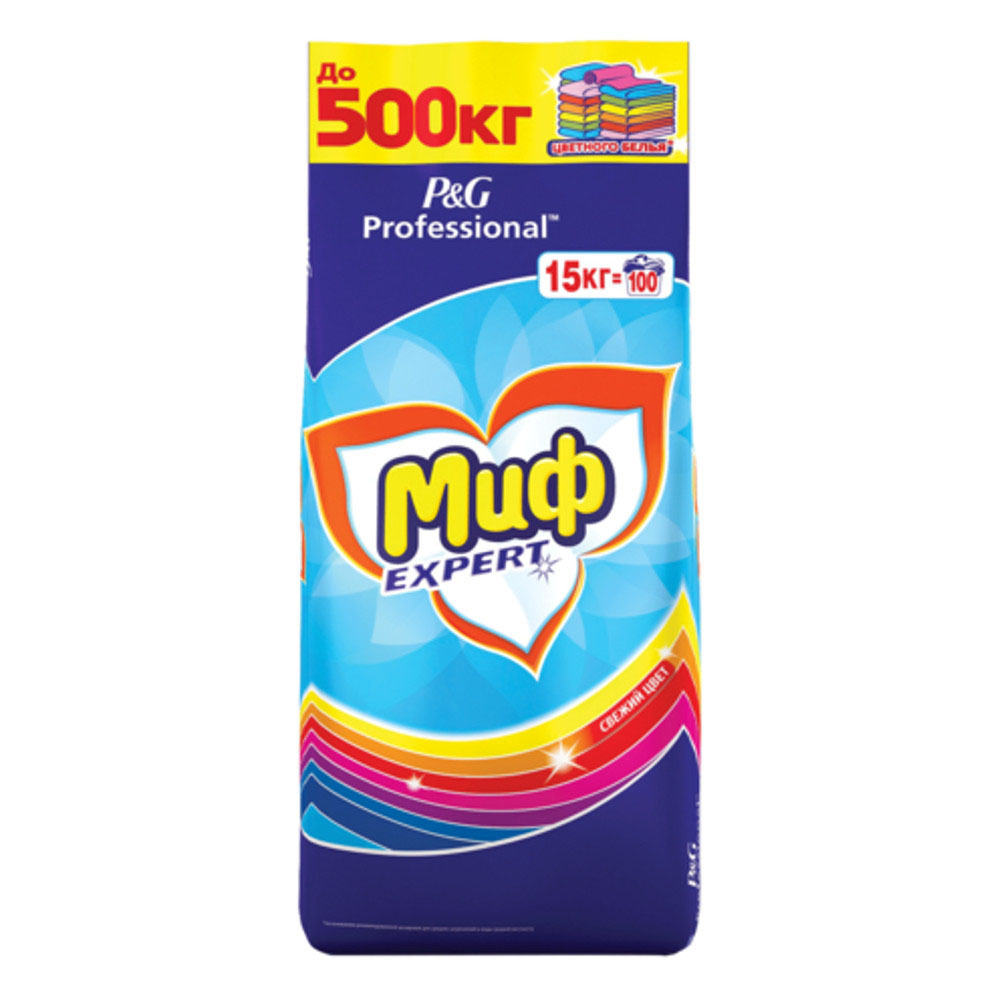 До
500кг
ЦВЕТНОГО БЕЛЬЯ*
P&G
Professional™
15КГ=100
Миф
EXPERT
СВЕЖИЙ ЦВЕТ
P&G